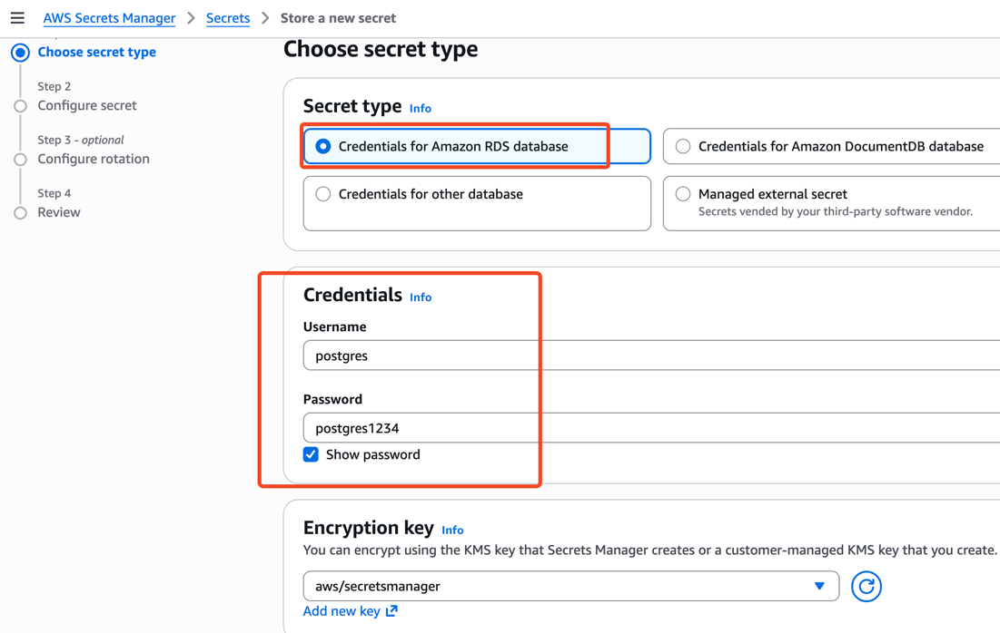 AWS Secrets Manager > Secrets > Store a new secret
Choose secret type
Step 2
Configure secret
Step 3 - optional
Configure rotation
Step 4
Review
Choose secret type
Secret type Info
Credentials for Amazon RDS database
Credentials for Amazon DocumentDB database
Credentials for other database
Managed external secret
Secrets vended by your third-party software vendor.
Credentials Info
Username
postgres
Password
postgres1234
Show password
Encryption key Info
You can encrypt using the KMS key that Secrets Manager creates or a customer-managed KMS key that you create.
aws/secretsmanager
Add new key